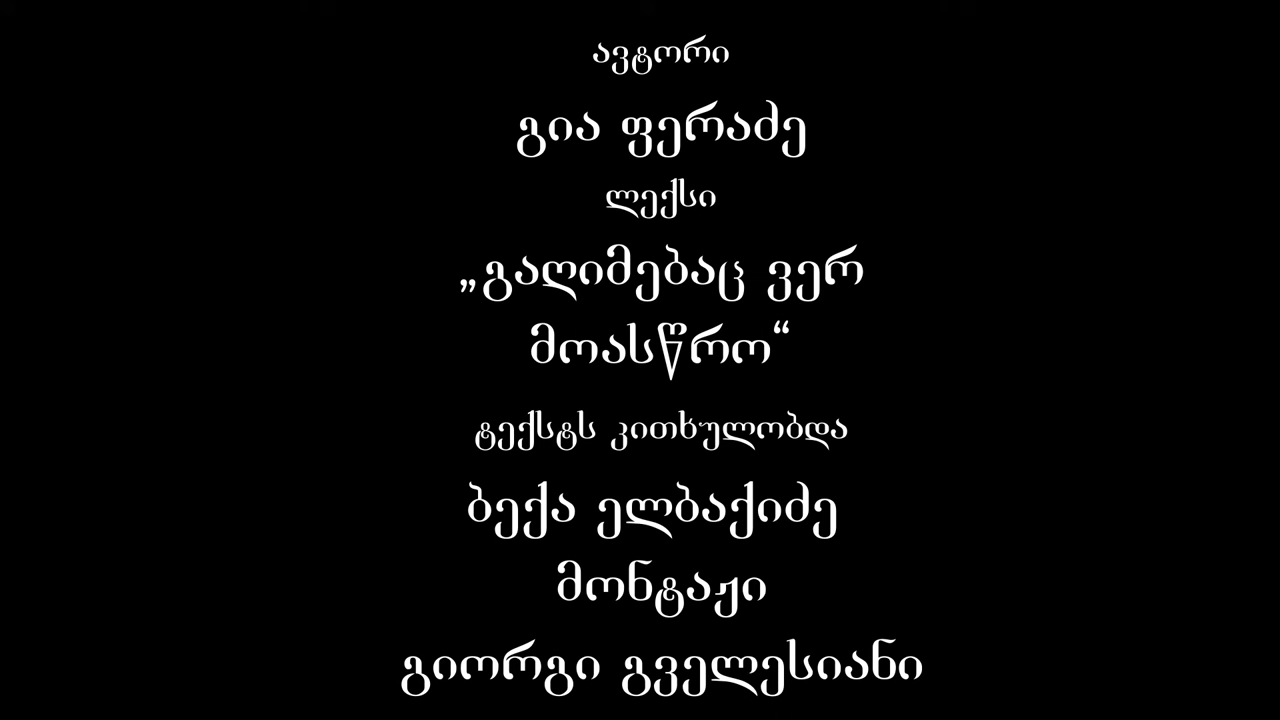 ავტორი
გია ფერაძე
ლექსი
„გაღიმებაც ვერ
მოასწრო“
ტექსტს კითხულობდა
ბექა ელბაქიძე
მონტაჟი
გიორგი გველესიანი